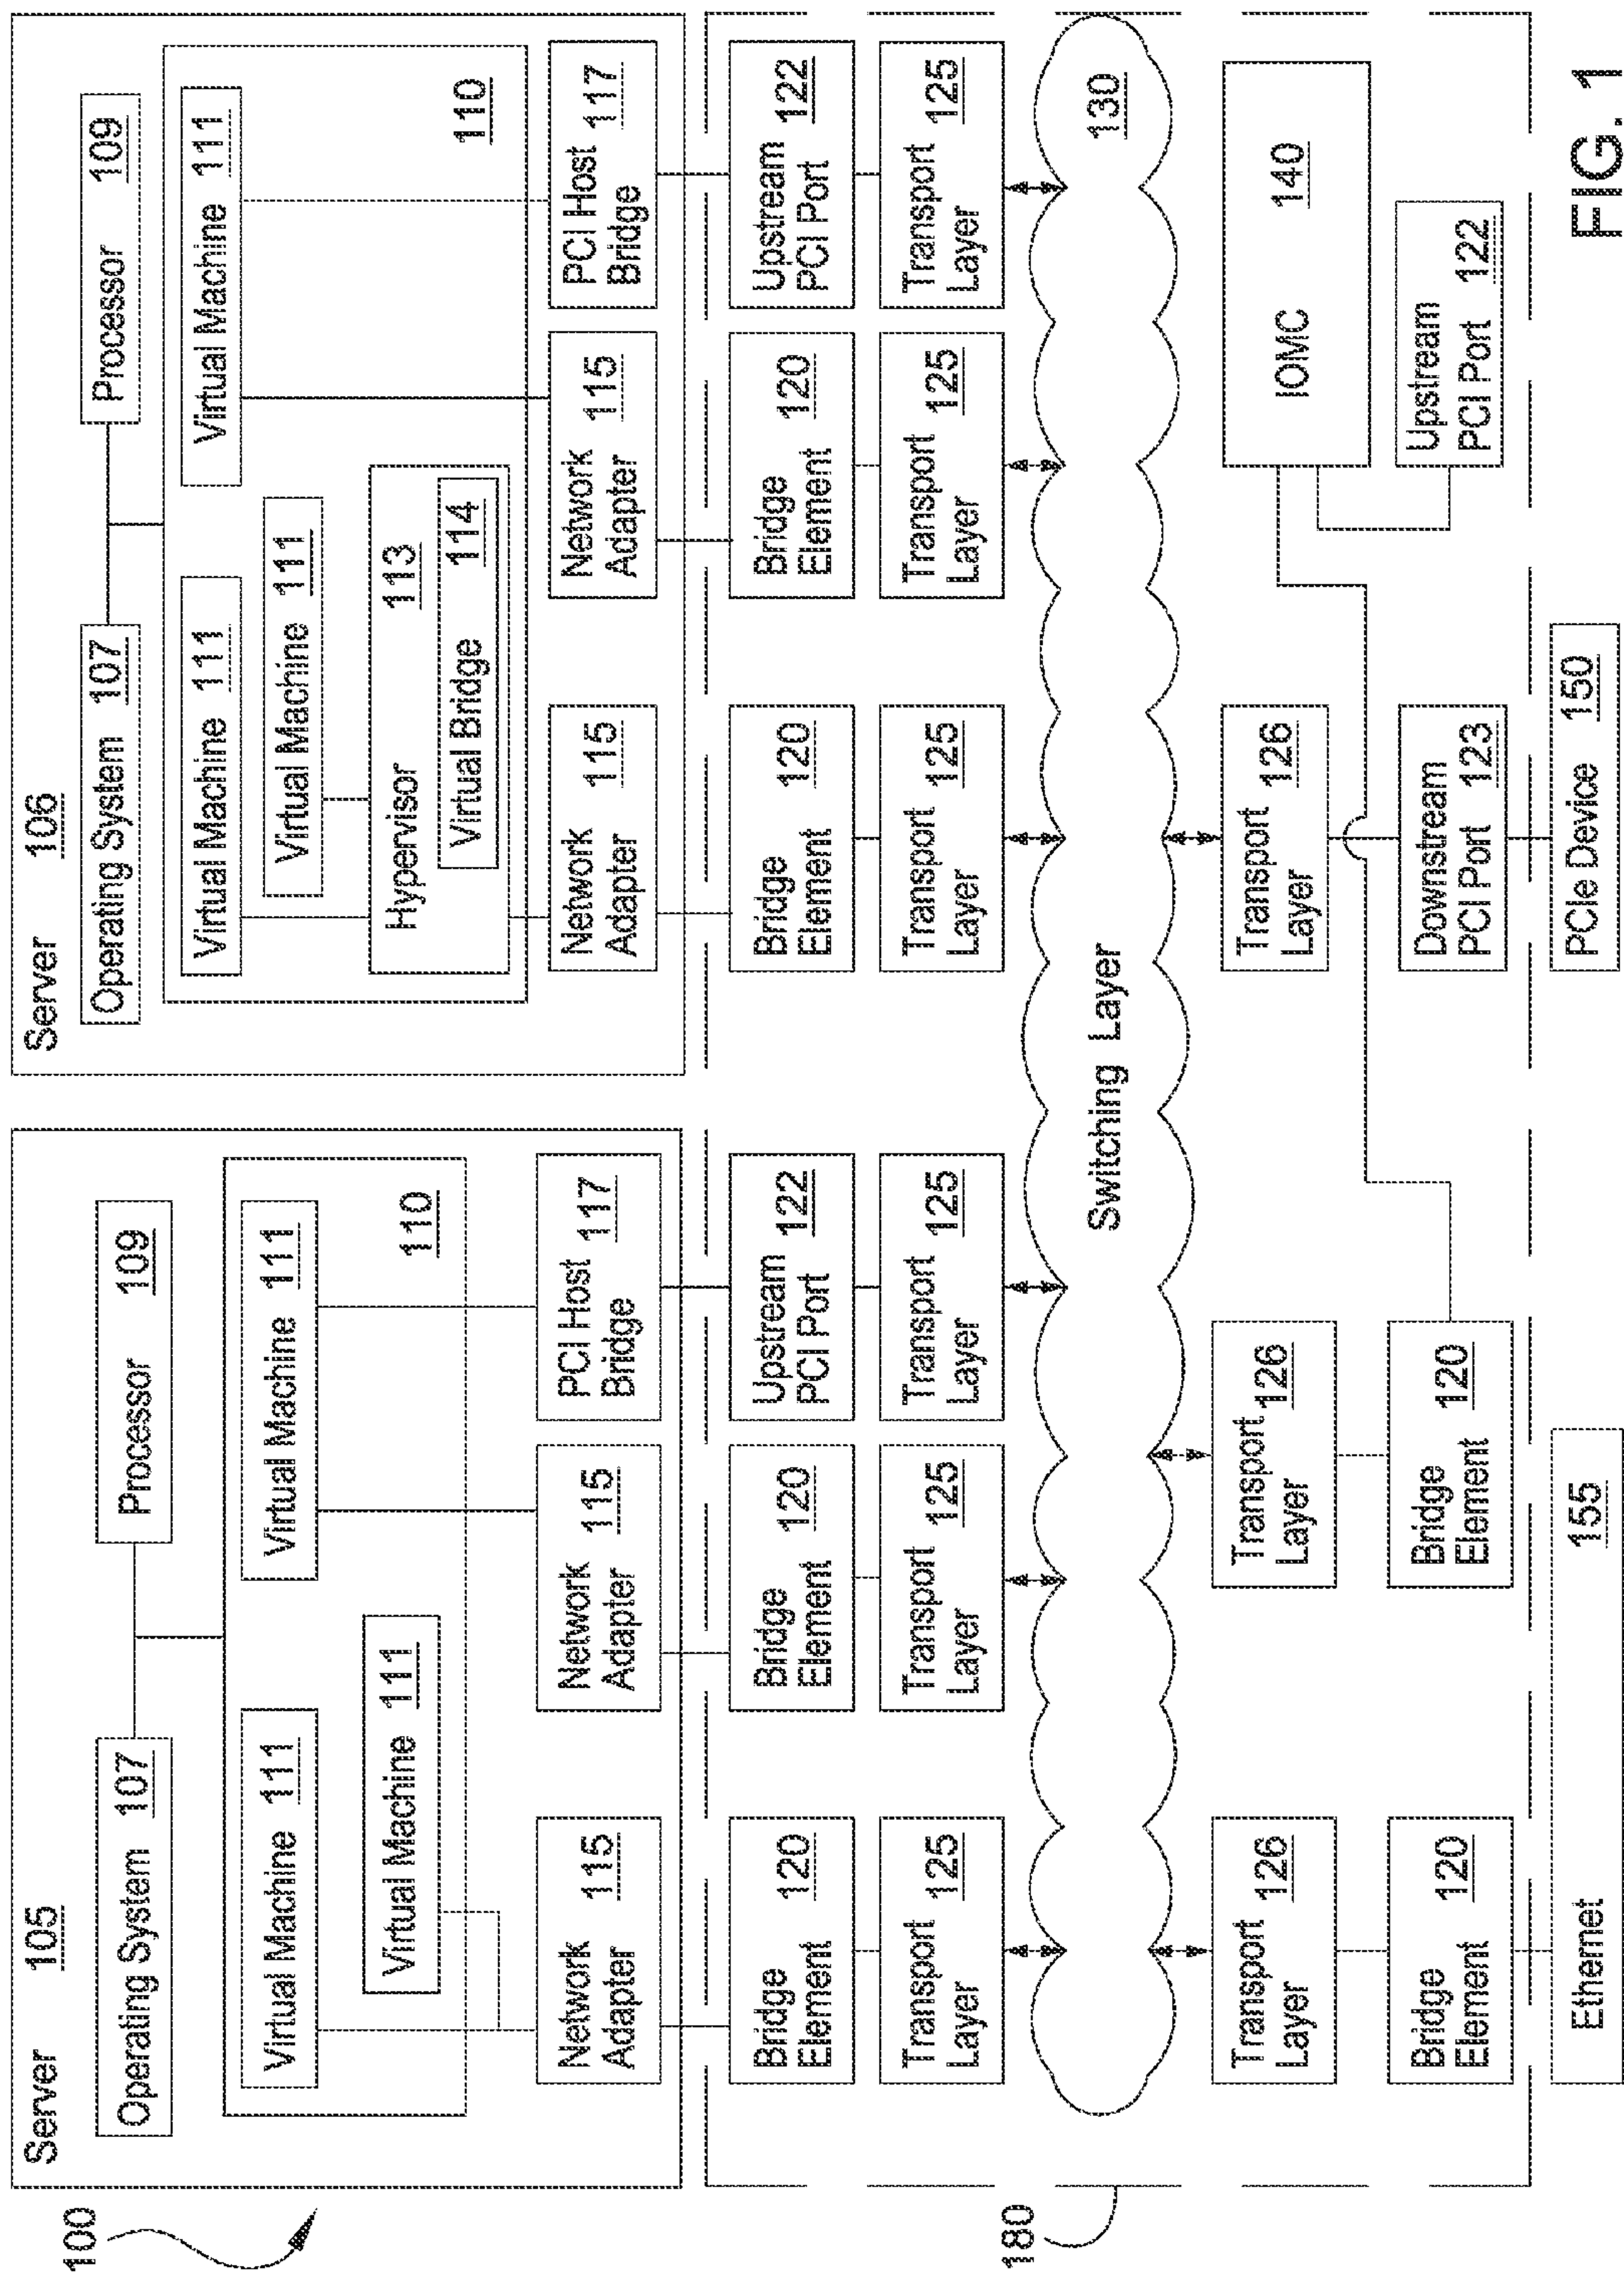 100
Server 105
Operating System 107
Processor 109
Virtual Machine 111
Virtual Machine 111
Virtual Machine 111
110
Network
Adapter 115
Network
Adapter 115
PCI Host
Bridge 117
Server 106
Operating System 107
Processor 109
Virtual Machine 111
Virtual Machine 111
Virtual Machine 111
Hypervisor 113
Virtual Bridge 114
110
Network
Adapter 115
Network
Adapter 115
PCI Host
Bridge 117
180
Bridge
Element 120
Bridge
Element 120
Upstream
PCI Port 122
Bridge
Element 120
Bridge
Element 120
Upstream
PCI Port 122
Transport
Layer 125
Transport
Layer 125
Transport
Layer 125
Transport
Layer 125
Transport
Layer 125
Transport
Layer 125
Switching Layer
130
Transport
Layer 126
Transport
Layer 126
Transport
Layer 126
IOMC 140
Bridge
Element 120
Bridge
Element 120
Downstream
PCI Port 123
Upstream
PCI Port 122
Ethernet 155
PCIe Device 150
FIG. 1